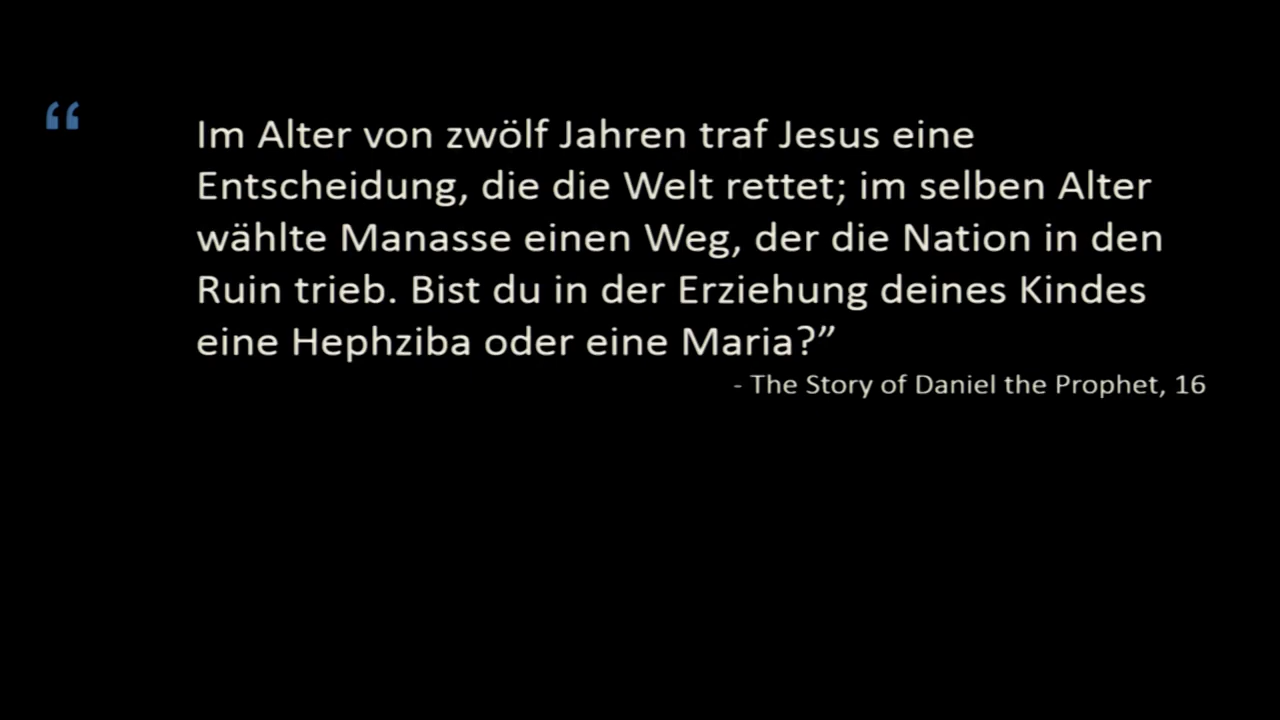 “ Im Alter von zwölf Jahren traf Jesus eine
Entscheidung, die die Welt rettet; im selben Alter
wählte Manasse einen Weg, der die Nation in den
Ruin trieb. Bist du in der Erziehung deines Kindes
eine Hephziba oder eine Maria?”
- The Story of Daniel the Prophet, 16